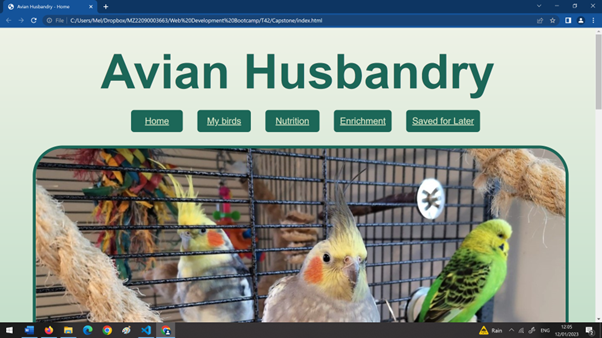 Avian Husbandry - Home
File | C:/Users/Mel/Dropbox/MZ22090003663/Web%20Development%20Bootcamp/T42/Capstone/index.html
Avian Husbandry
Home My birds Nutrition Enrichment Saved for Later
Rain ENG 12:05
12/01/2023